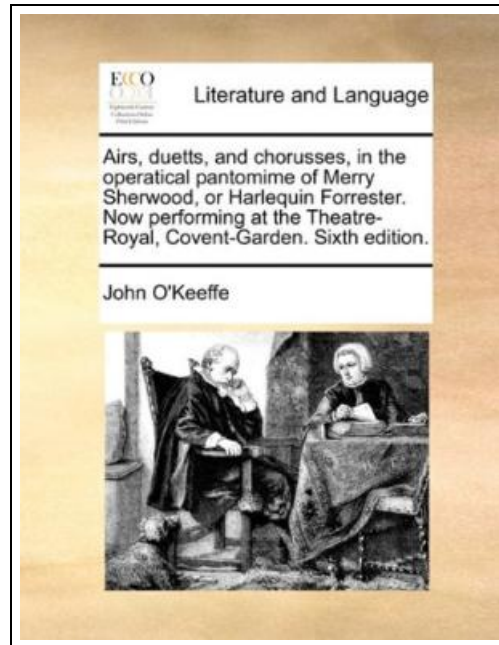 ECCO
Literature and Language
Airs, duetts, and chorusses, in the
operatical pantomime of Merry
Sherwood, or Harlequin Forrester.
Now performing at the Theatre-
Royal, Covent-Garden. Sixth edition.
John O'Keeffe